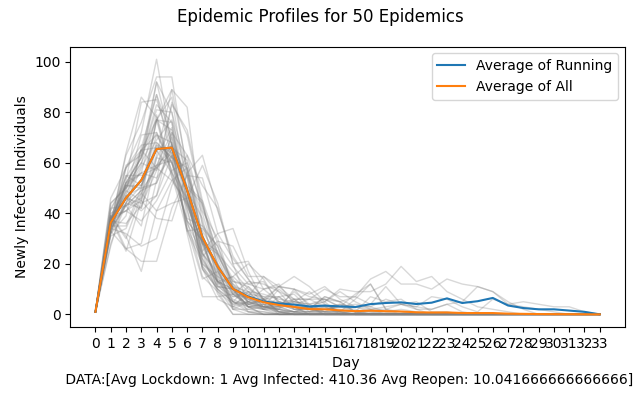 Epidemic Profiles for 50 Epidemics
Average of Running
Average of All
Newly Infected Individuals
100
80
60
40
20
0
0 1 2 3 4 5 6 7 8 9 10 11 12 13 14 15 16 17 18 19 20 21 22 23 24 25 26 27 28 29 30 31 32 33
Day
DATA:[Avg Lockdown: 1 Avg Infected: 410.36 Avg Reopen: 10.041666666666666]